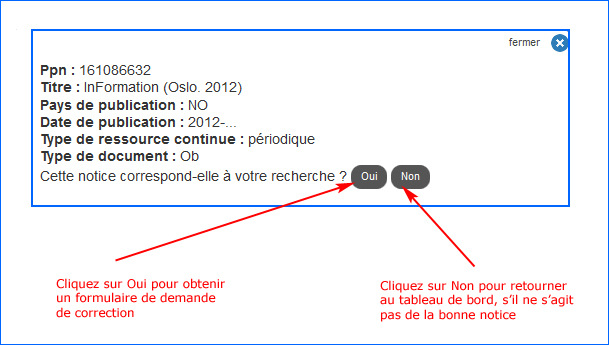 fermer
Ppn : 161086632
Titre : InFormation (Oslo. 2012)
Pays de publication : NO
Date de publication : 2012-...
Type de ressource continue : périodique
Type de document : Ob
Cette notice correspond-elle à votre recherche ? Oui Non
Cliquez sur Oui pour obtenir
un formulaire de demande
de correction
Cliquez sur Non pour retourner
au tableau de bord, s’il ne s’agit
pas de la bonne notice